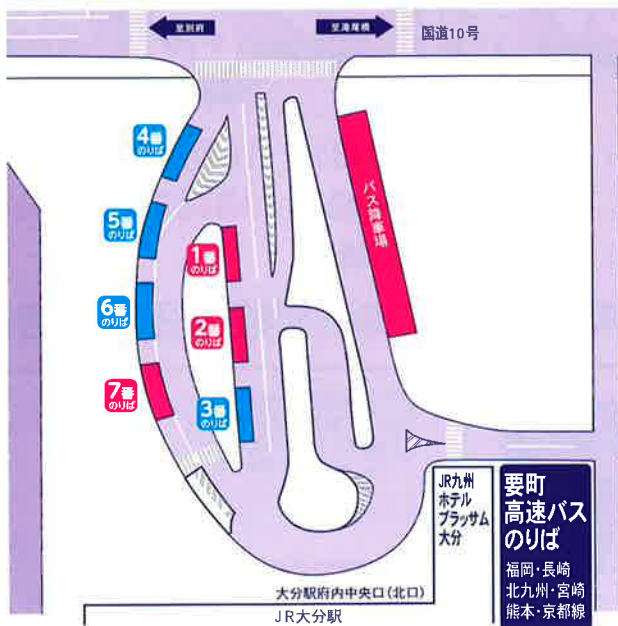 至別府
至滝尾橋
国道10号
4番
のりば
5番
のりば
6番
のりば
7番
のりば
1番
のりば
2番
のりば
3番
のりば
バス降車場
JR九州
ホテル
ブラッサム
大分
要町
高速バス
のりば
福岡・長崎
北九州・宮崎
熊本・京都線
大分駅府内中央口(北口)
JR大分駅